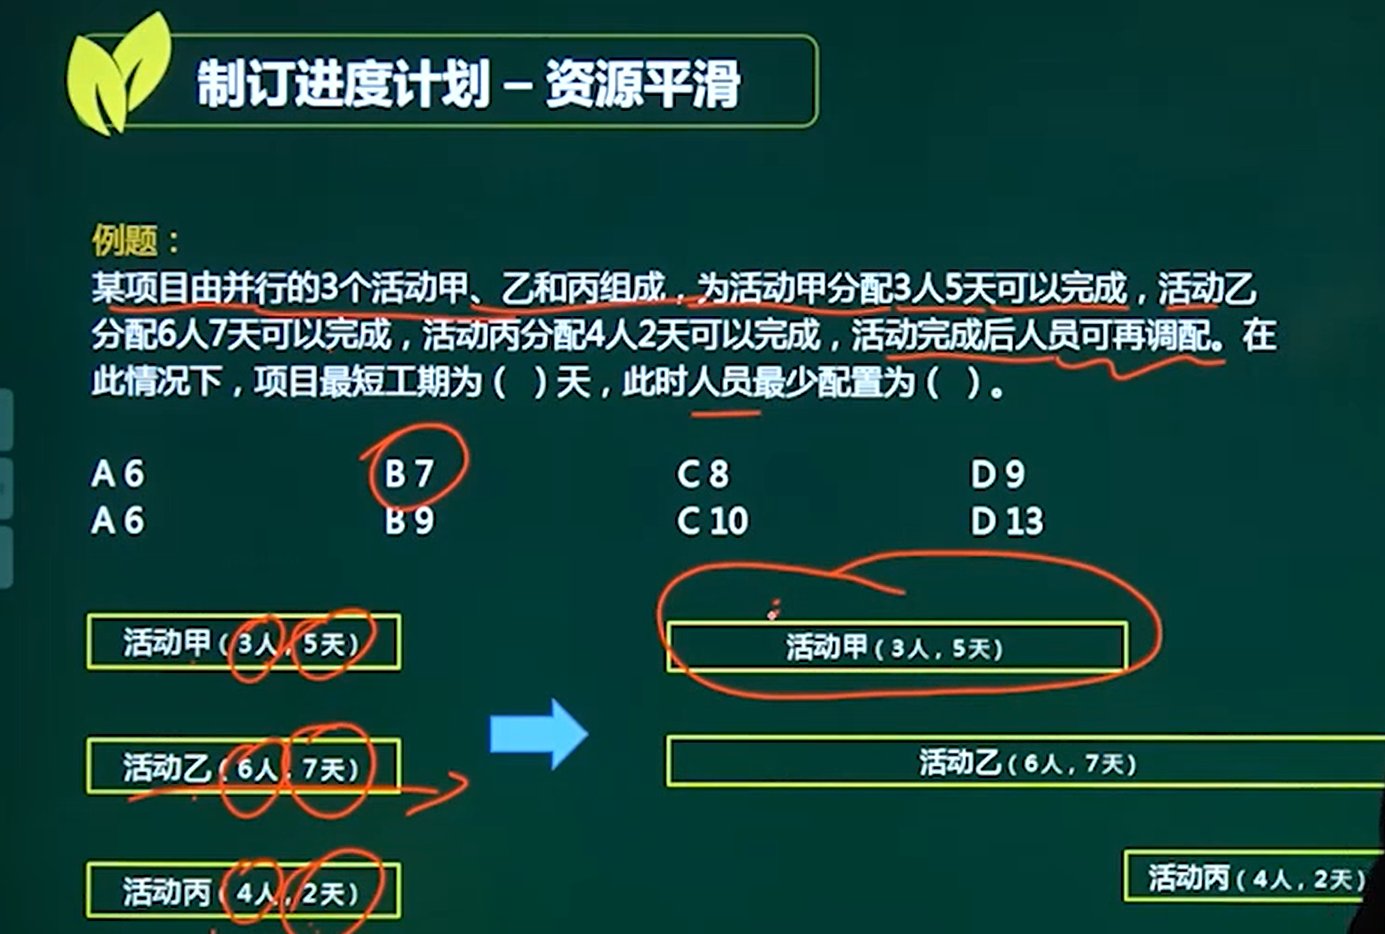 制订进度计划 – 资源平滑
例题：
某项目由并行的3个活动甲、乙和丙组成，为活动甲分配3人5天可以完成，活动乙
分配6人7天可以完成，活动丙分配4人2天可以完成，活动完成后人员可再调配。在
此情况下，项目最短工期为（ ）天，此时人员最少配置为（ ）。
A 6 B 7 C 8 D 9
A 6 B 9 C 10 D 13
活动甲（3人，5天） 活动甲（3人，5天）
活动乙（6人，7天） 活动乙（6人，7天）
活动丙（4人，2天） 活动丙（4人，2天）